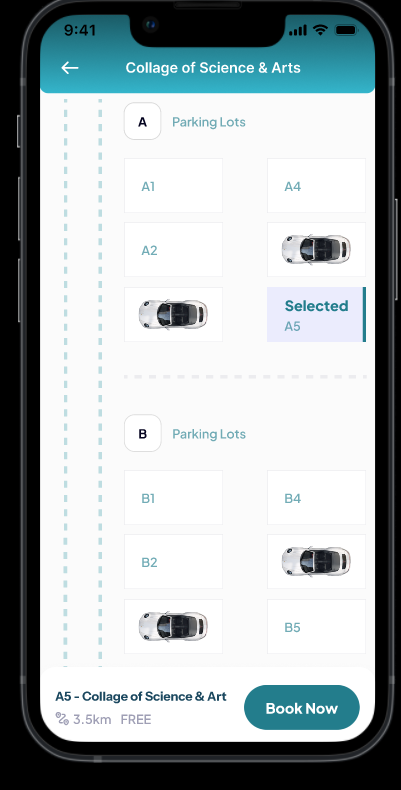 9:41
Collage of Science & Arts
A Parking Lots
A1 A4
A2
Selected
A5
B Parking Lots
B1 B4
B2
B5
A5 - Collage of Science & Art
3.5km FREE
Book Now